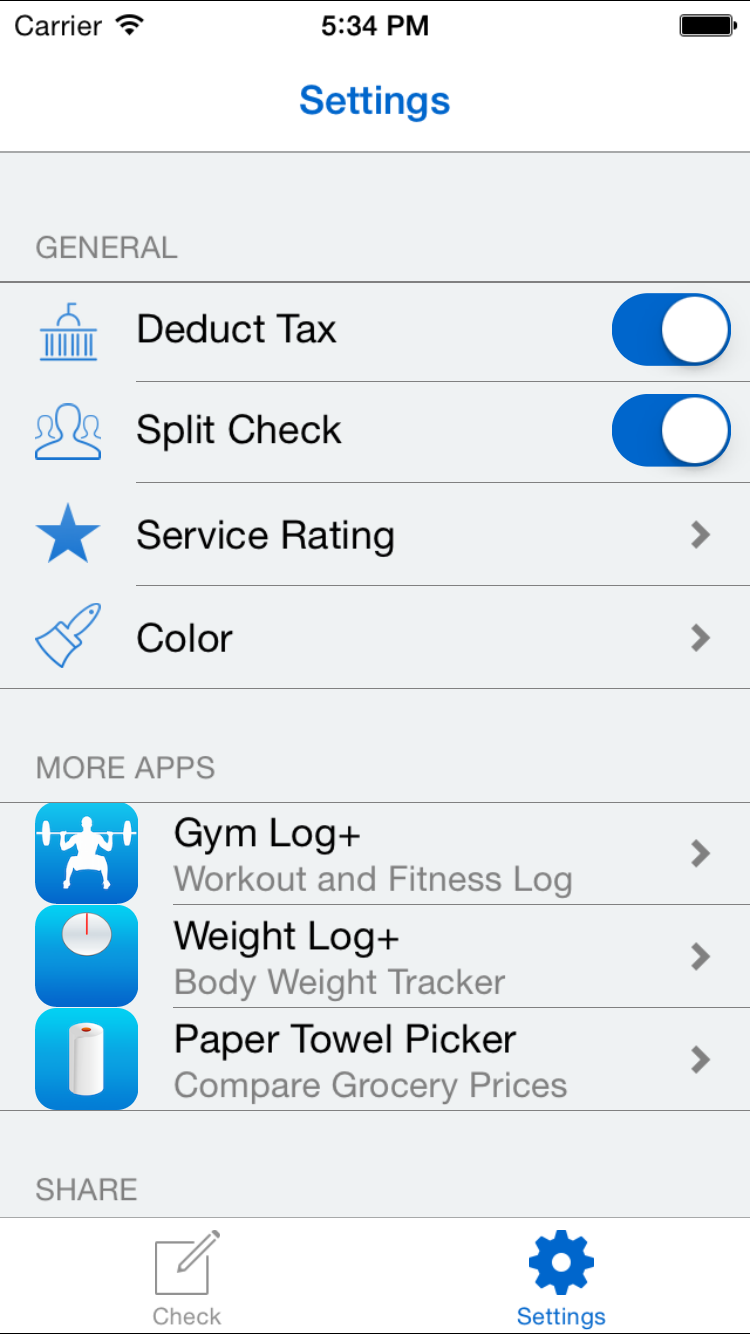 Carrier 5:34 PM
Settings
GENERAL
Deduct Tax
Split Check
Service Rating
Color
MORE APPS
Gym Log+
Workout and Fitness Log
Weight Log+
Body Weight Tracker
Paper Towel Picker
Compare Grocery Prices
SHARE
Check Settings